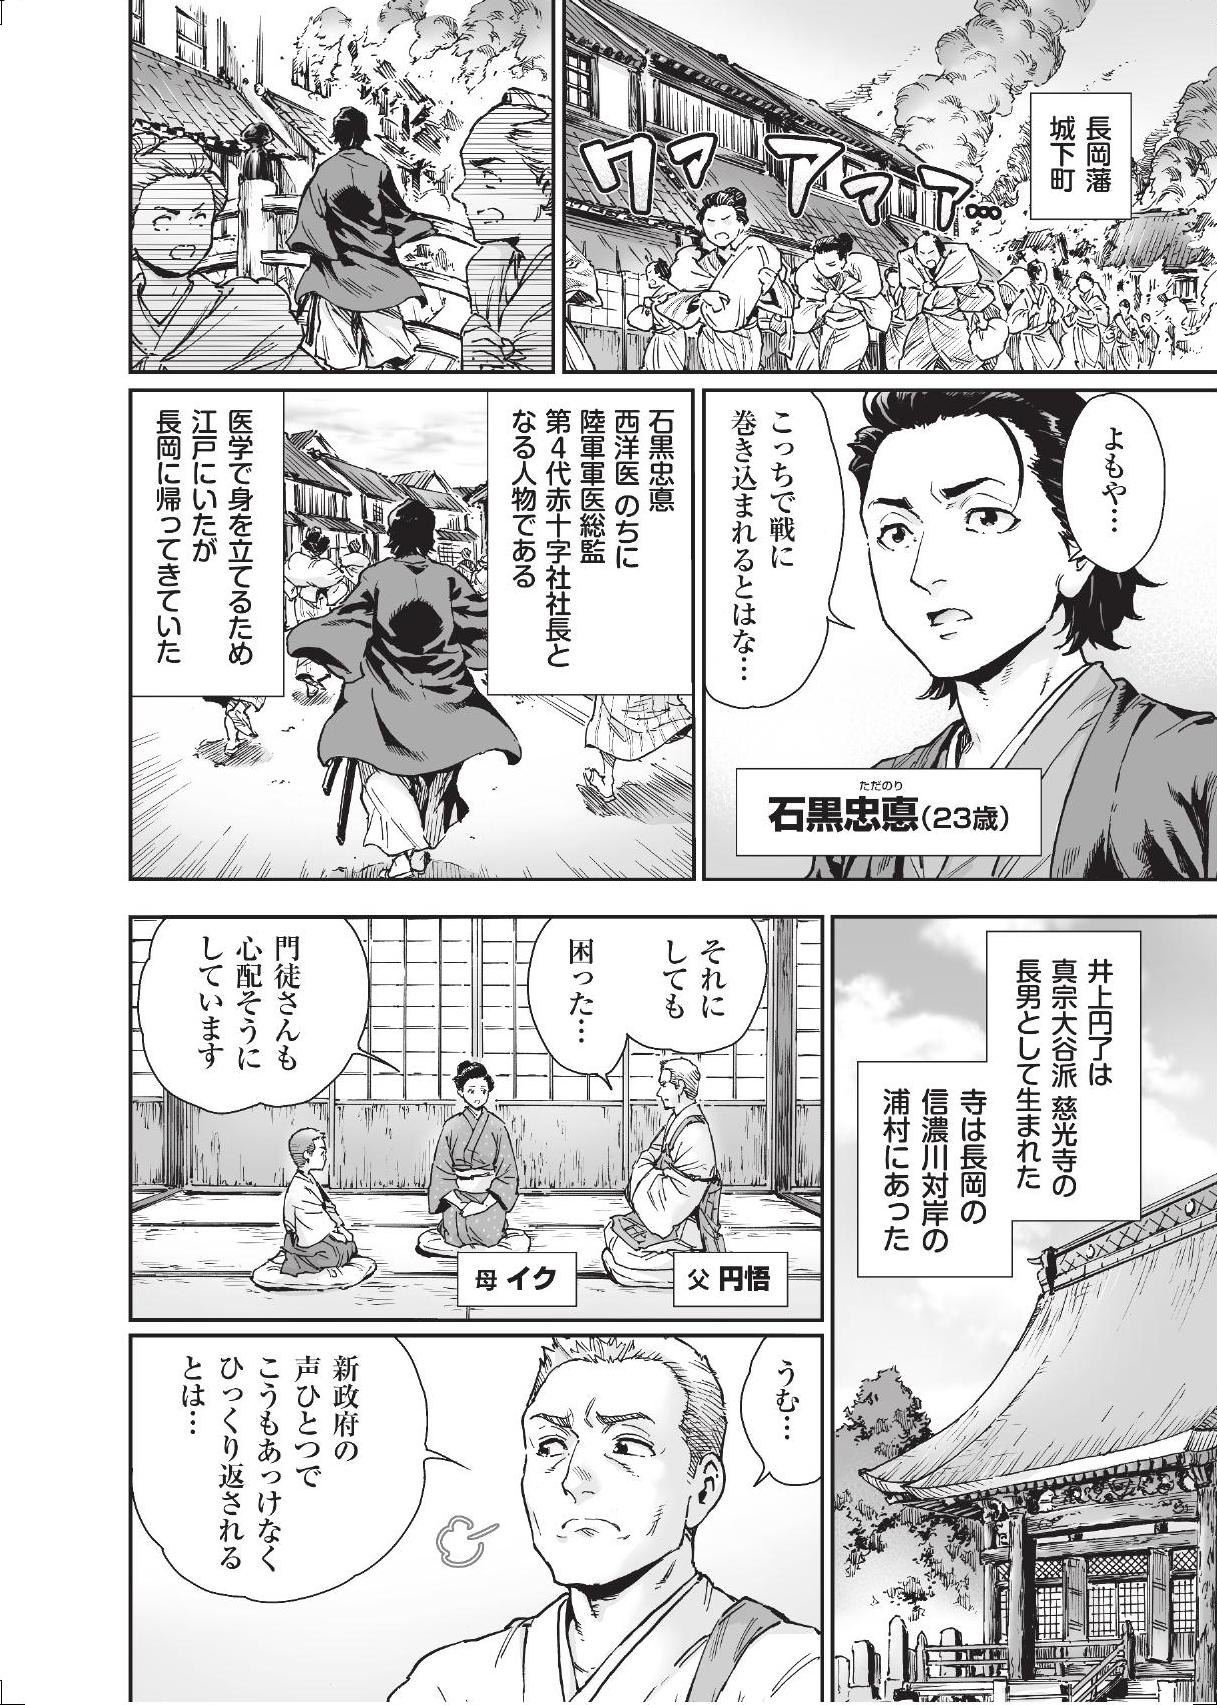 長岡藩
城下町
ワァアアアァ…
よもや…
こっちで戦に
巻き込まれるとはな…
ただのり
石黒忠悳（23歳）
石黒忠悳
西洋医 のちに
陸軍軍医総監
第4代赤十字社社長と
なる人物である
医学で身を立てるため
江戸にいたが
長岡に帰ってきていた
井上円了は
真宗大谷派 慈光寺の
長男として生まれた
寺は長岡の
信濃川対岸の
浦村にあった
それに
しても
困った…
門徒さんも
心配そうに
しています
父 円悟
母 イク
うむ…
新政府の
声ひとつで
こうもあっけなく
ひっくり返される
とは…